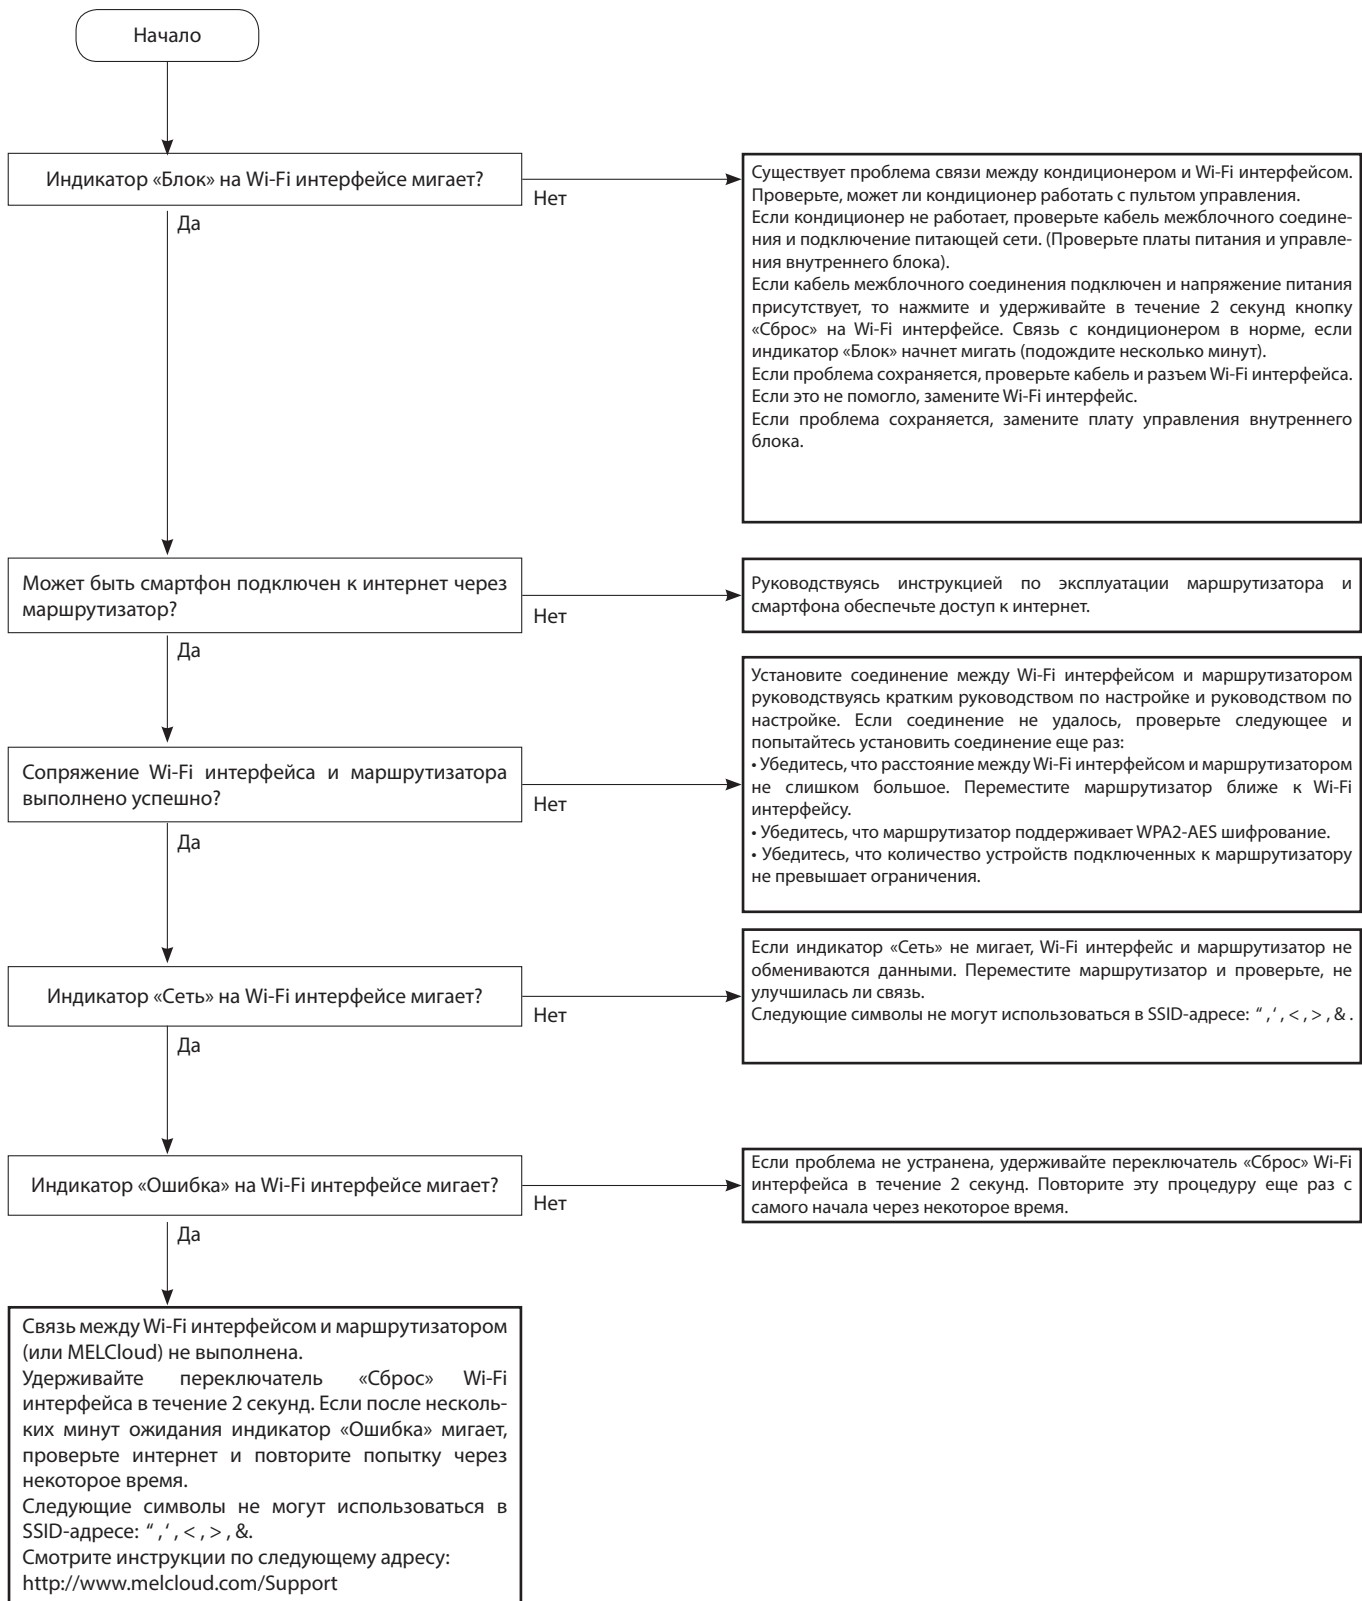 Начало
Индикатор «Блок» на Wi-Fi интерфейсе мигает?
Нет
Да
Существует проблема связи между кондиционером и Wi-Fi интерфейсом.
Проверьте, может ли кондиционер работать с пультом управления.
Если кондиционер не работает, проверьте кабель межблочного соедине-
ния и подключение питающей сети. (Проверьте платы питания и управле-
ния внутреннего блока).
Если кабель межблочного соединения подключен и напряжение питания
присутствует, то нажмите и удерживайте в течение 2 секунд кнопку
«Сброс» на Wi-Fi интерфейсе. Связь с кондиционером в норме, если
индикатор «Блок» начнет мигать (подождите несколько минут).
Если проблема сохраняется, проверьте кабель и разъем Wi-Fi интерфейса.
Если это не помогло, замените Wi-Fi интерфейс.
Если проблема сохраняется, замените плату управления внутреннего
блока.
Может быть смартфон подключен к интернет через
маршрутизатор?
Нет
Да
Руководствуясь инструкцией по эксплуатации маршрутизатора и
смартфона обеспечьте доступ к интернет.
Сопряжение Wi-Fi интерфейса и маршрутизатора
выполнено успешно?
Нет
Да
Установите соединение между Wi-Fi интерфейсом и маршрутизатором
руководствуясь кратким руководством по настройке и руководством по
настройке. Если соединение не удалось, проверьте следующее и
попытайтесь установить соединение еще раз:
• Убедитесь, что расстояние между Wi-Fi интерфейсом и маршрутизатором
не слишком большое. Переместите маршрутизатор ближе к Wi-Fi
интерфейсу.
• Убедитесь, что маршрутизатор поддерживает WPA2-AES шифрование.
• Убедитесь, что количество устройств подключенных к маршрутизатору
не превышает ограничения.
Индикатор «Сеть» на Wi-Fi интерфейсе мигает?
Нет
Да
Если индикатор «Сеть» не мигает, Wi-Fi интерфейс и маршрутизатор не
обмениваются данными. Переместите маршрутизатор и проверьте, не
улучшилась ли связь.
Следующие символы не могут использоваться в SSID-адресе: “ , ‘ , < , > , & .
Индикатор «Ошибка» на Wi-Fi интерфейсе мигает?
Нет
Да
Если проблема не устранена, удерживайте переключатель «Сброс» Wi-Fi
интерфейса в течение 2 секунд. Повторите эту процедуру еще раз с
самого начала через некоторое время.
Связь между Wi-Fi интерфейсом и маршрутизатором
(или MELCloud) не выполнена.
Удерживайте переключатель «Сброс» Wi-Fi
интерфейса в течение 2 секунд. Если после несколь-
ких минут ожидания индикатор «Ошибка» мигает,
проверьте интернет и повторите попытку через
некоторое время.
Следующие символы не могут использоваться в
SSID-адресе: “ , ‘ , < , > , &.
Смотрите инструкции по следующему адресу:
http://www.melcloud.com/Support